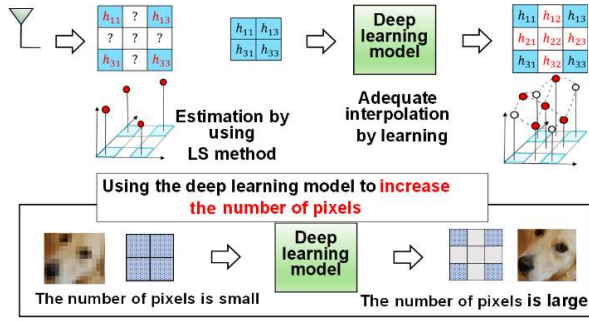 h11 ? h13
? ? ?
h31 ? h33
h11 h13
h31 h33
Deep
learning
model
h11 h12 h13
h21 h22 h23
h31 h32 h33
Estimation by
using
LS method
Adequate
interpolation
by learning
Using the deep learning model to increase
the number of pixels
Deep
learning
model
The number of pixels is small
The number of pixels is large